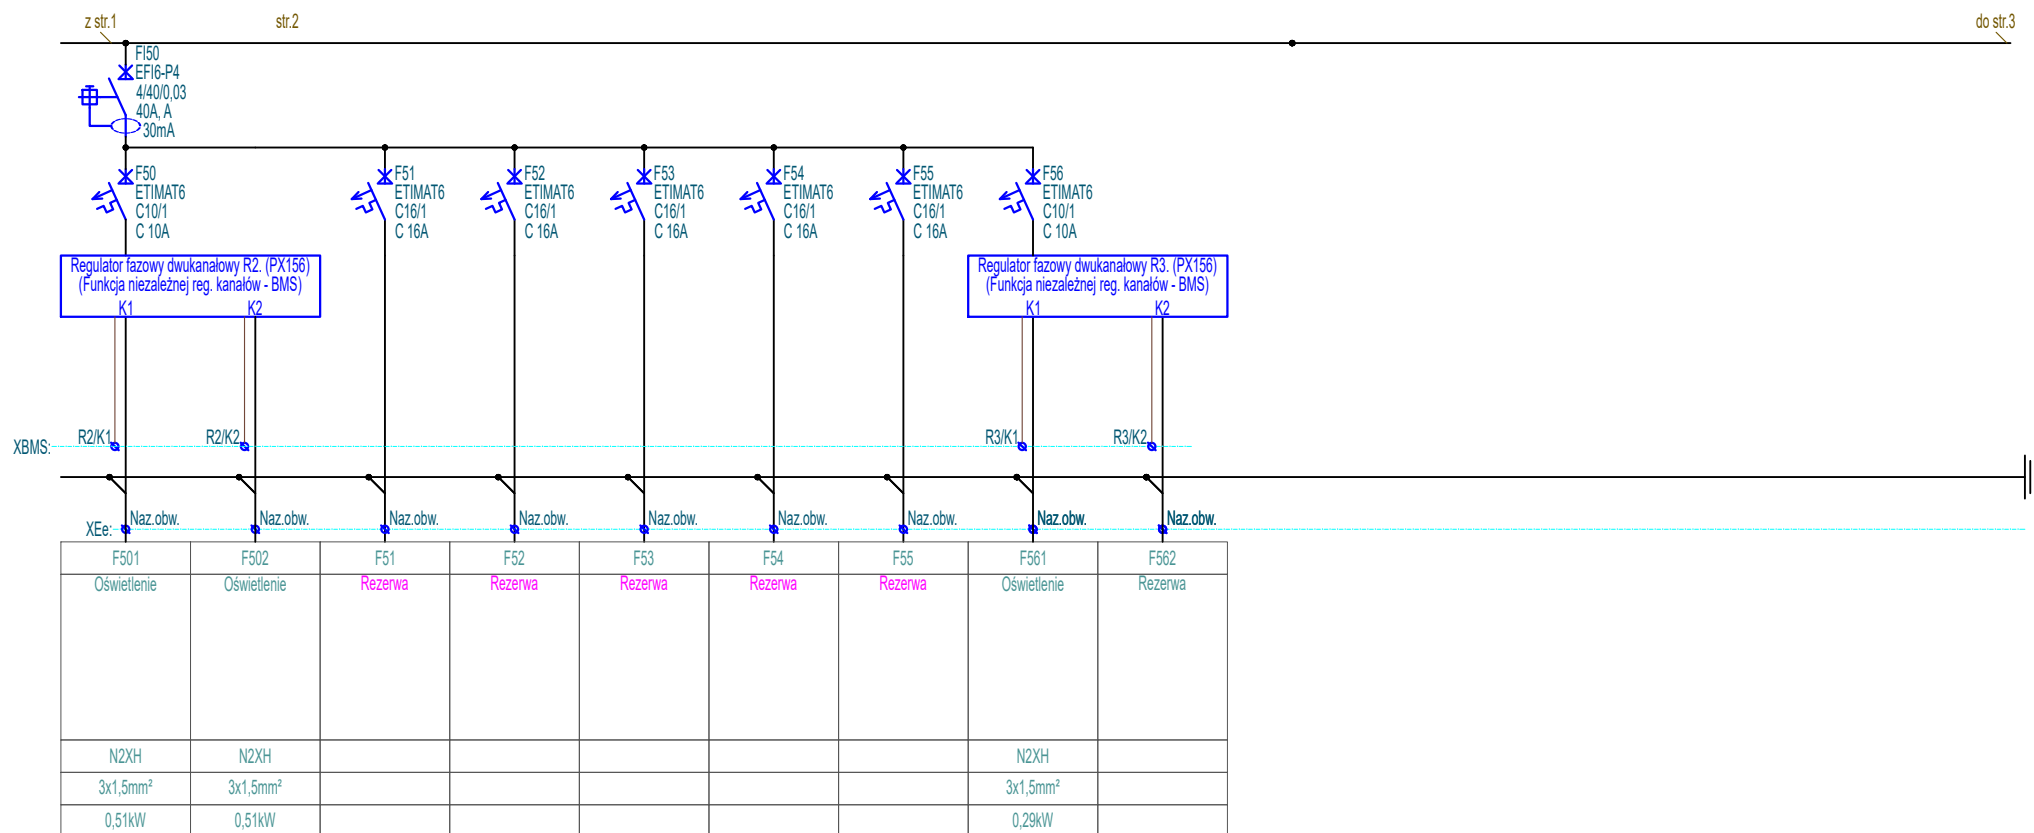 z str.1
str.2
do str.3
FI50
EFI6-P4
4/40/0,03
40A, A
30mA
F50
ETIMAT6
C10/1
C 10A
F51
ETIMAT6
C16/1
C 16A
F52
ETIMAT6
C16/1
C 16A
F53
ETIMAT6
C16/1
C 16A
F54
ETIMAT6
C16/1
C 16A
F55
ETIMAT6
C16/1
C 16A
F56
ETIMAT6
C10/1
C 10A
Regulator fazowy dwukanałowy R2. (PX156)
(Funkcja niezależnej reg. kanałów - BMS)
K1 K2
Regulator fazowy dwukanałowy R3. (PX156)
(Funkcja niezależnej reg. kanałów - BMS)
K1 K2
XBMS: R2/K1 R2/K2 R3/K1 R3/K2
XEe: Naz.obw. Naz.obw. Naz.obw. Naz.obw. Naz.obw. Naz.obw. Naz.obw. Naz.obw. Naz.obw.
F501 F502 F51 F52 F53 F54 F55 F561 F562
Oświetlenie Oświetlenie Rezerwa Rezerwa Rezerwa Rezerwa Rezerwa Oświetlenie Rezerwa
N2XH N2XH N2XH
3x1,5mm² 3x1,5mm² 3x1,5mm²
0,51kW 0,51kW 0,29kW